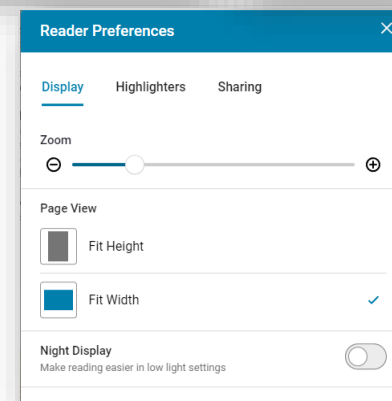 Reader Preferences
Display Highlighters Sharing
Zoom
Page View
Fit Height
Fit Width
Night Display
Make reading easier in low light settings